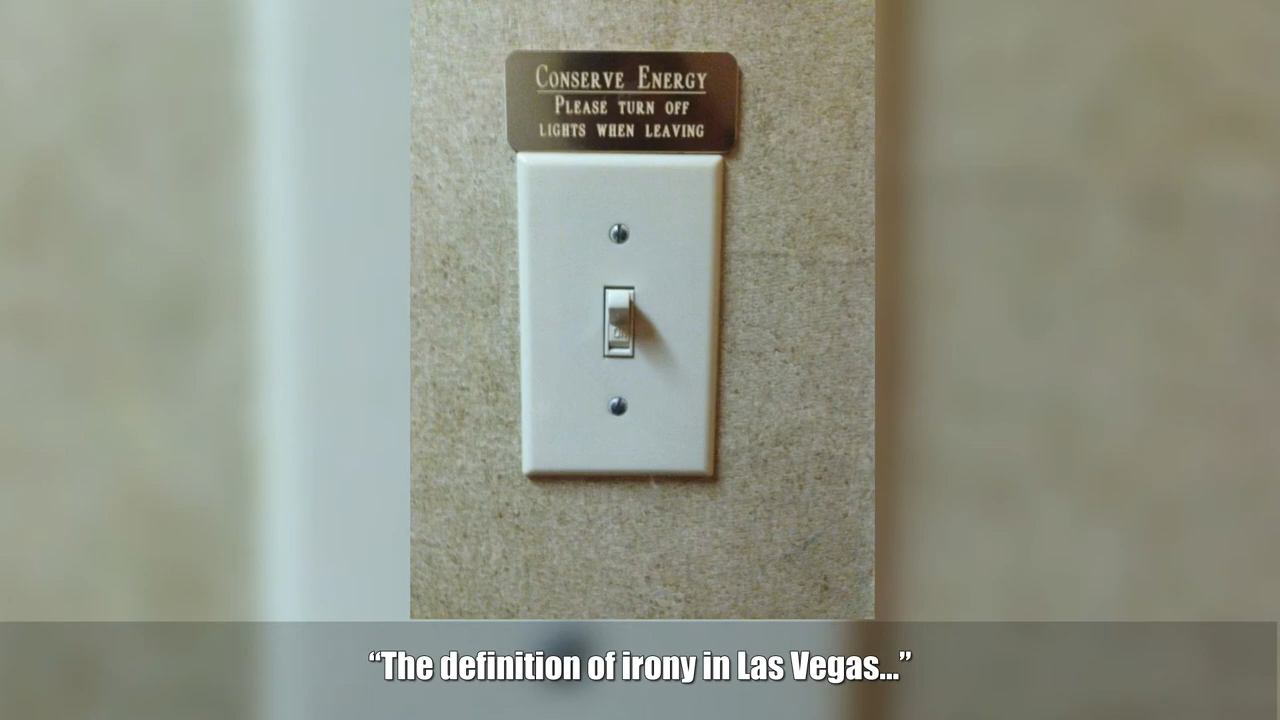 CONSERVE ENERGY
PLEASE TURN OFF
LIGHTS WHEN LEAVING
“The definition of irony in Las Vegas...”